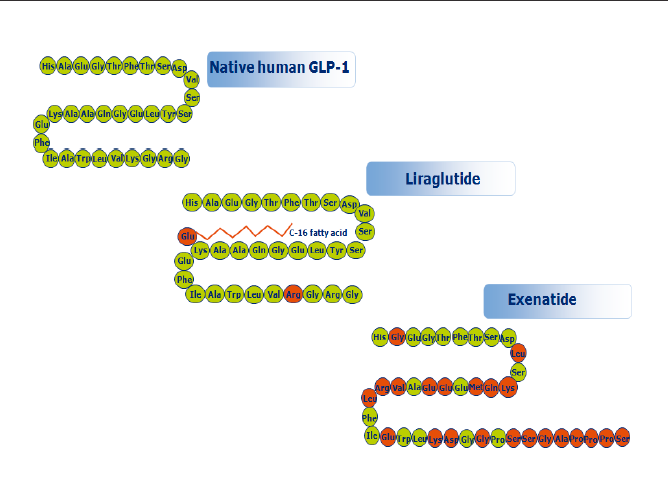 Native human GLP-1
His Ala Glu Gly Thr Phe Thr Ser Asp
Val
Ser
Lys Ala Ala Gln Gly Glu Leu Tyr Ser
Glu
Phe
Ile Ala Trp Leu Val Lys Gly Arg Gly
Liraglutide
His Ala Glu Gly Thr Phe Thr Ser Asp
Val
Ser
Glu C-16 fatty acid
Lys Ala Ala Gln Gly Glu Leu Tyr Ser
Glu
Phe
Ile Ala Trp Leu Val Arg Gly Arg Gly
Exenatide
His Gly Glu Gly Thr Phe Thr Ser Asp
Leu
Ser
Arg Val Ala Glu Glu Glu Met Gln Lys
Leu
Phe
Ile Glu Trp Leu Lys Asp Gly Gly Pro Ser Ser Gly Ala Pro Pro Pro Ser